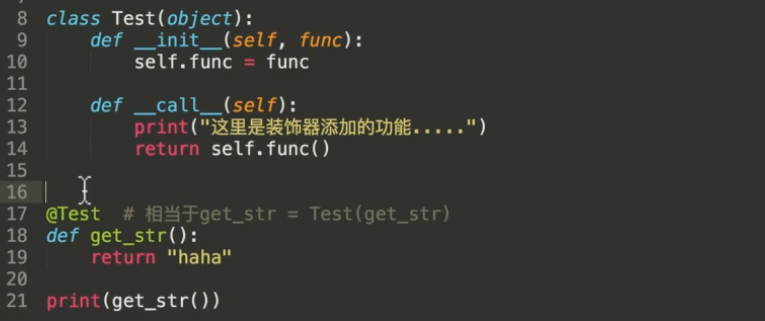 8 class Test(object):
9     def __init__(self, func):
10         self.func = func
11
12     def __call__(self):
13         print("这里是装饰器添加的功能.....")
14         return self.func()
15
16
17 @Test  # 相当于get_str = Test(get_str)
18 def get_str():
19     return "haha"
20
21 print(get_str())